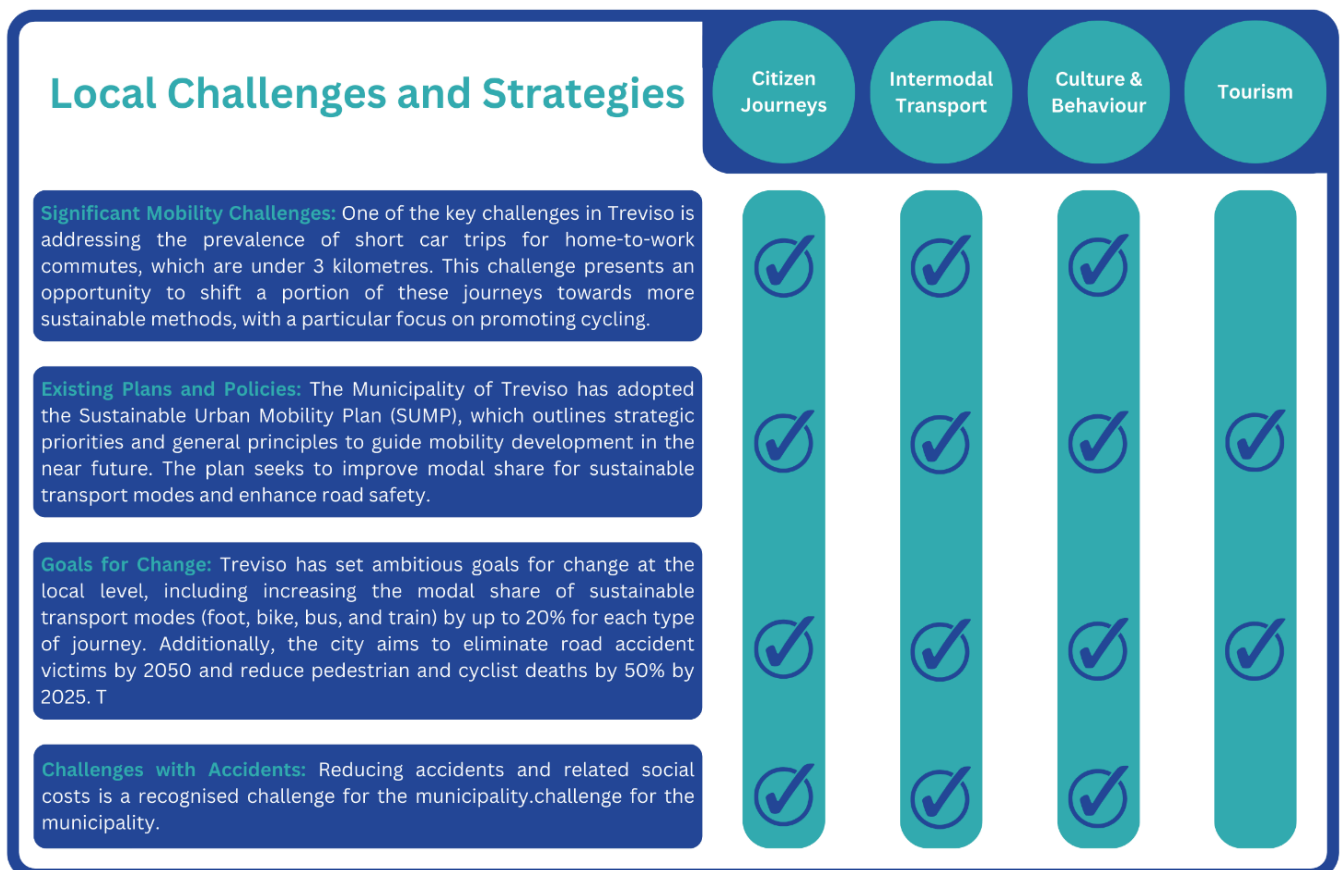 Local Challenges and Strategies
Citizen
Journeys
Intermodal
Transport
Culture &
Behaviour
Tourism
Significant Mobility Challenges: One of the key challenges in Treviso is
addressing the prevalence of short car trips for home-to-work
commutes, which are under 3 kilometres. This challenge presents an
opportunity to shift a portion of these journeys towards more
sustainable methods, with a particular focus on promoting cycling.
Existing Plans and Policies: The Municipality of Treviso has adopted
the Sustainable Urban Mobility Plan (SUMP), which outlines strategic
priorities and general principles to guide mobility development in the
near future. The plan seeks to improve modal share for sustainable
transport modes and enhance road safety.
Goals for Change: Treviso has set ambitious goals for change at the
local level, including increasing the modal share of sustainable
transport modes (foot, bike, bus, and train) by up to 20% for each type
of journey. Additionally, the city aims to eliminate road accident
victims by 2050 and reduce pedestrian and cyclist deaths by 50% by
2025. T
Challenges with Accidents: Reducing accidents and related social
costs is a recognised challenge for the municipality.challenge for the
municipality.